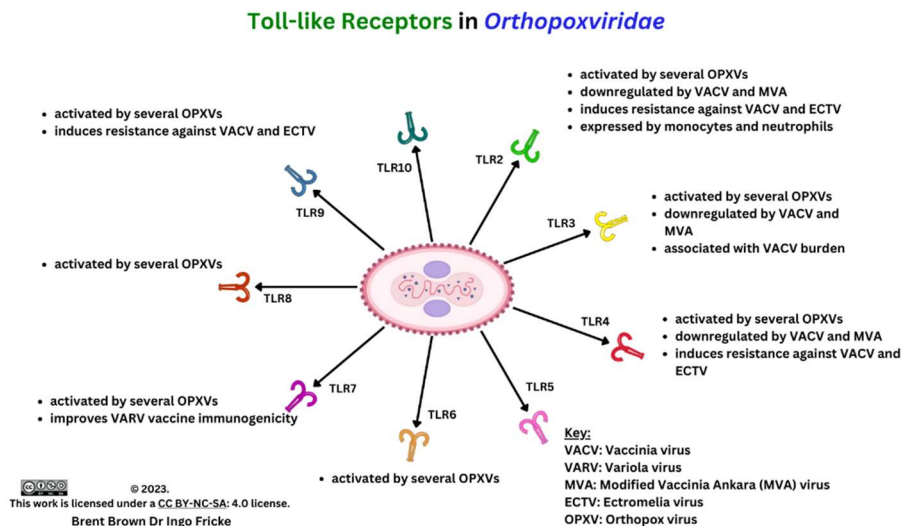 Toll-like Receptors in Orthopoxviridae
• activated by several OPXVs
• downregulated by VACV and MVA
• induces resistance against VACV and ECTV
• expressed by monocytes and neutrophils
• activated by several OPXVs
• induces resistance against VACV and ECTV
TLR10
TLR2
TLR9
TLR3
• activated by several OPXVs
• downregulated by VACV and
MVA
• associated with VACV burden
• activated by several OPXVs
TLR8
TLR4
• activated by several OPXVs
• downregulated by VACV and MVA
• induces resistance against VACV and
ECTV
TLR7
TLR5
TLR6
• activated by several OPXVs
• improves VARV vaccine immunogenicity
• activated by several OPXVs
Key:
VACV: Vaccinia virus
VARV: Variola virus
MVA: Modified Vaccinia Ankara (MVA) virus
ECTV: Ectromelia virus
OPXV: Orthopox virus
© 2023.
This work is licensed under a CC BY-NC-SA: 4.0 license.
Brent Brown Dr Ingo Fricke